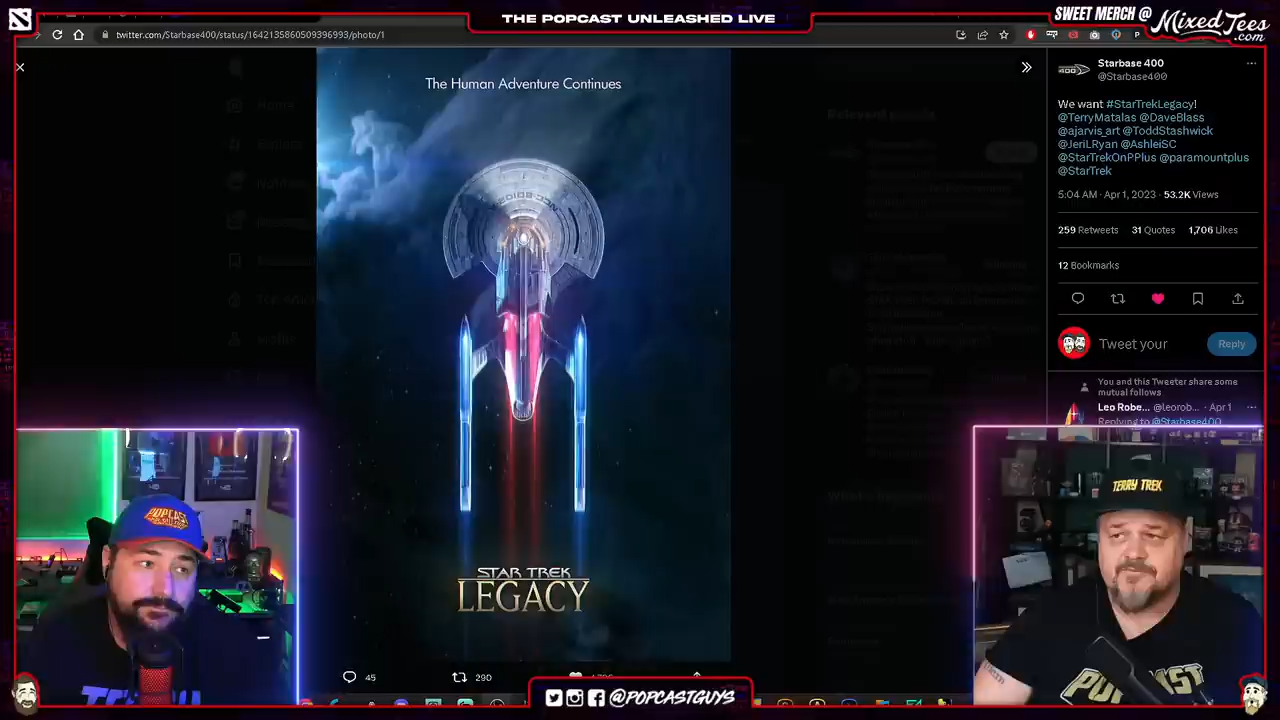 THE POPCAST UNLEASHED LIVE
SWEET MERCH @
MixedTees
.com
twitter.com/Starbase400/status/1642135860509396993/photo/1
The Human Adventure Continues
STAR TREK
LEGACY
45
290
Starbase 400
@Starbase400
We want #StarTrekLegacy!
@TerryMatalas @DaveBlass
@ajarvis_art @ToddStashwick
@JeriLRyan @AshleiSC
@StarTrekOnPPlus @paramountplus
@StarTrek
5:04 AM · Apr 1, 2023 · 53.2K Views
259 Retweets 31 Quotes 1,706 Likes
12 Bookmarks
Tweet your
Reply
You and this Tweeter share some
mutual follows
Leo Robe... @leorob... · Apr 1
Replying to @Starbase400
TERRY TREK
POPCAST
@POPCASTGUYS